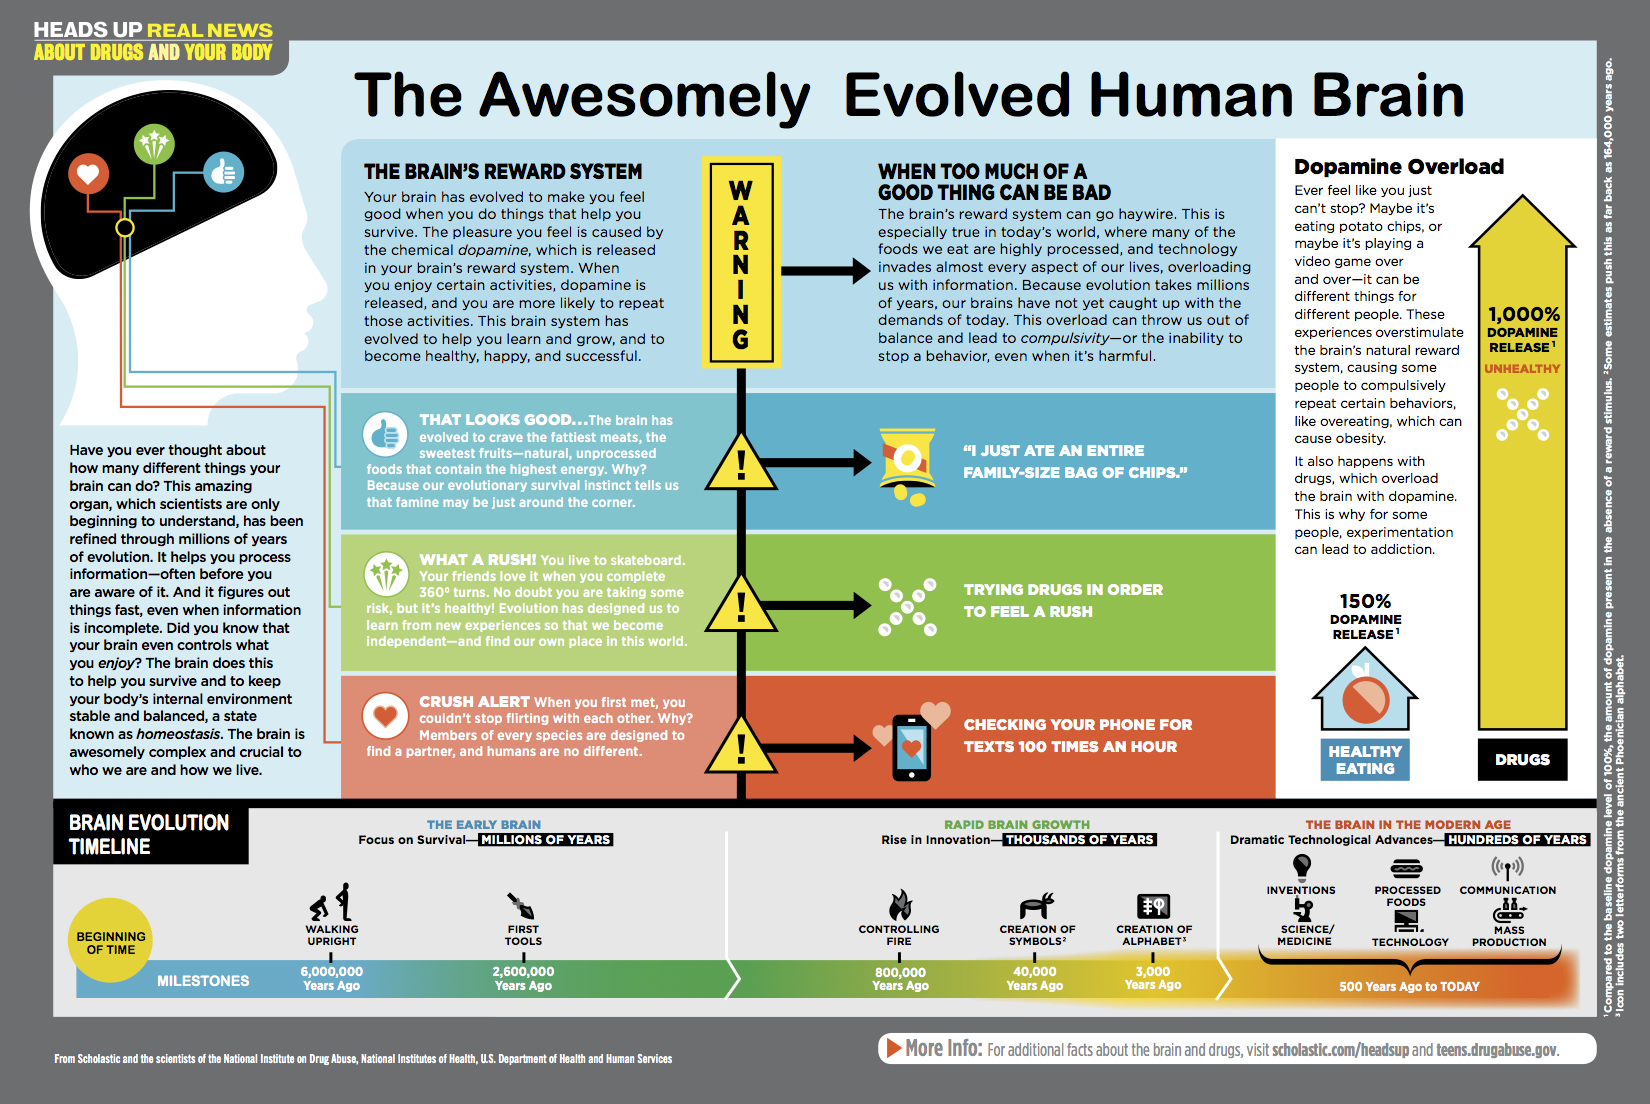 HEADS UP REAL NEWS
ABOUT DRUGS AND YOUR BODY
The Awesomely Evolved Human Brain
Have you ever thought about
how many different things your
brain can do? This amazing
organ, which scientists are only
beginning to understand, has been
refined through millions of years
of evolution. It helps you process
information—often before you
are aware of it. And it figures out
things fast, even when information
is incomplete. Did you know that
your brain even controls what
you enjoy? The brain does this
to help you survive and to keep
your body's internal environment
stable and balanced, a state
known as homeostasis. The brain is
awesomely complex and crucial to
who we are and how we live.
THE BRAIN'S REWARD SYSTEM
Your brain has evolved to make you feel
good when you do things that help you
survive. The pleasure you feel is caused by
the chemical dopamine, which is released
in your brain's reward system. When
you enjoy certain activities, dopamine is
released, and you are more likely to repeat
those activities. This brain system has
evolved to help you learn and grow, and to
become healthy, happy, and successful.
WARNING
WHEN TOO MUCH OF A
GOOD THING CAN BE BAD
The brain's reward system can go haywire. This is
especially true in today's world, where many of the
foods we eat are highly processed, and technology
invades almost every aspect of our lives, overloading
us with information. Because evolution takes millions
of years, our brains have not yet caught up with the
demands of today. This overload can throw us out of
balance and lead to compulsivity—or the inability to
stop a behavior, even when it's harmful.
THAT LOOKS GOOD...The brain has
evolved to crave the fattiest meats, the
sweetest fruits—natural, unprocessed
foods that contain the highest energy. Why?
Because our evolutionary survival instinct tells us
that famine may be just around the corner.
!
"I JUST ATE AN ENTIRE
FAMILY-SIZE BAG OF CHIPS."
WHAT A RUSH! You live to skateboard.
Your friends love it when you complete
360° turns. No doubt you are taking some
risk, but it's healthy! Evolution has designed us to
learn from new experiences so that we become
independent—and find our own place in this world.
!
TRYING DRUGS IN ORDER
TO FEEL A RUSH
CRUSH ALERT When you first met, you
couldn't stop flirting with each other. Why?
Members of every species are designed to
find a partner, and humans are no different.
!
CHECKING YOUR PHONE FOR
TEXTS 100 TIMES AN HOUR
Dopamine Overload
Ever feel like you just
can't stop? Maybe it's
eating potato chips, or
maybe it's playing a
video game over
and over—it can be
different things for
different people. These
experiences overstimulate
the brain's natural reward
system, causing some
people to compulsively
repeat certain behaviors,
like overeating, which can
cause obesity.
It also happens with
drugs, which overload
the brain with dopamine.
This is why for some
people, experimentation
can lead to addiction.
150%
DOPAMINE
RELEASE¹
HEALTHY
EATING
1,000%
DOPAMINE
RELEASE¹
UNHEALTHY
DRUGS
BRAIN EVOLUTION
TIMELINE
THE EARLY BRAIN
Focus on Survival—MILLIONS OF YEARS
RAPID BRAIN GROWTH
Rise in Innovation—THOUSANDS OF YEARS
THE BRAIN IN THE MODERN AGE
Dramatic Technological Advances—HUNDREDS OF YEARS
BEGINNING
OF TIME
MILESTONES
WALKING
UPRIGHT
6,000,000
Years Ago
FIRST
TOOLS
2,600,000
Years Ago
CONTROLLING
FIRE
800,000
Years Ago
CREATION OF
SYMBOLS²
40,000
Years Ago
CREATION OF
ALPHABET³
3,000
Years Ago
INVENTIONS
PROCESSED
FOODS
COMMUNICATION
SCIENCE/
MEDICINE
TECHNOLOGY
MASS
PRODUCTION
500 Years Ago to TODAY
¹ Compared to the baseline dopamine level of 100%, the amount of dopamine present in the absence of a reward stimulus. ² Some estimates push this as far back as 164,000 years ago.
³ Icon includes two letterforms from the ancient Phoenician alphabet.
From Scholastic and the scientists of the National Institute on Drug Abuse, National Institutes of Health, U.S. Department of Health and Human Services
More Info: For additional facts about the brain and drugs, visit scholastic.com/headsup and teens.drugabuse.gov.